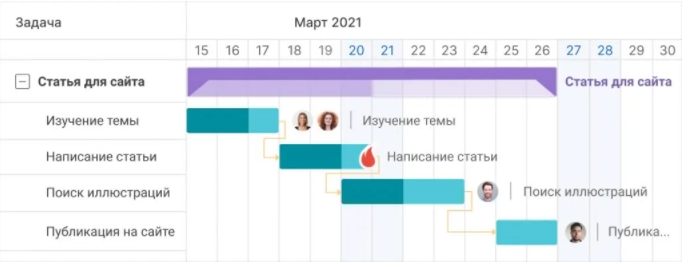 Задача
Март 2021
15 16 17 18 19 20 21 22 23 24 25 26 27 28 29 30
Статья для сайта Статья для сайта
Изучение темы Изучение темы
Написание статьи Написание статьи
Поиск иллюстраций Поиск иллюстраций
Публикация на сайте Публика...